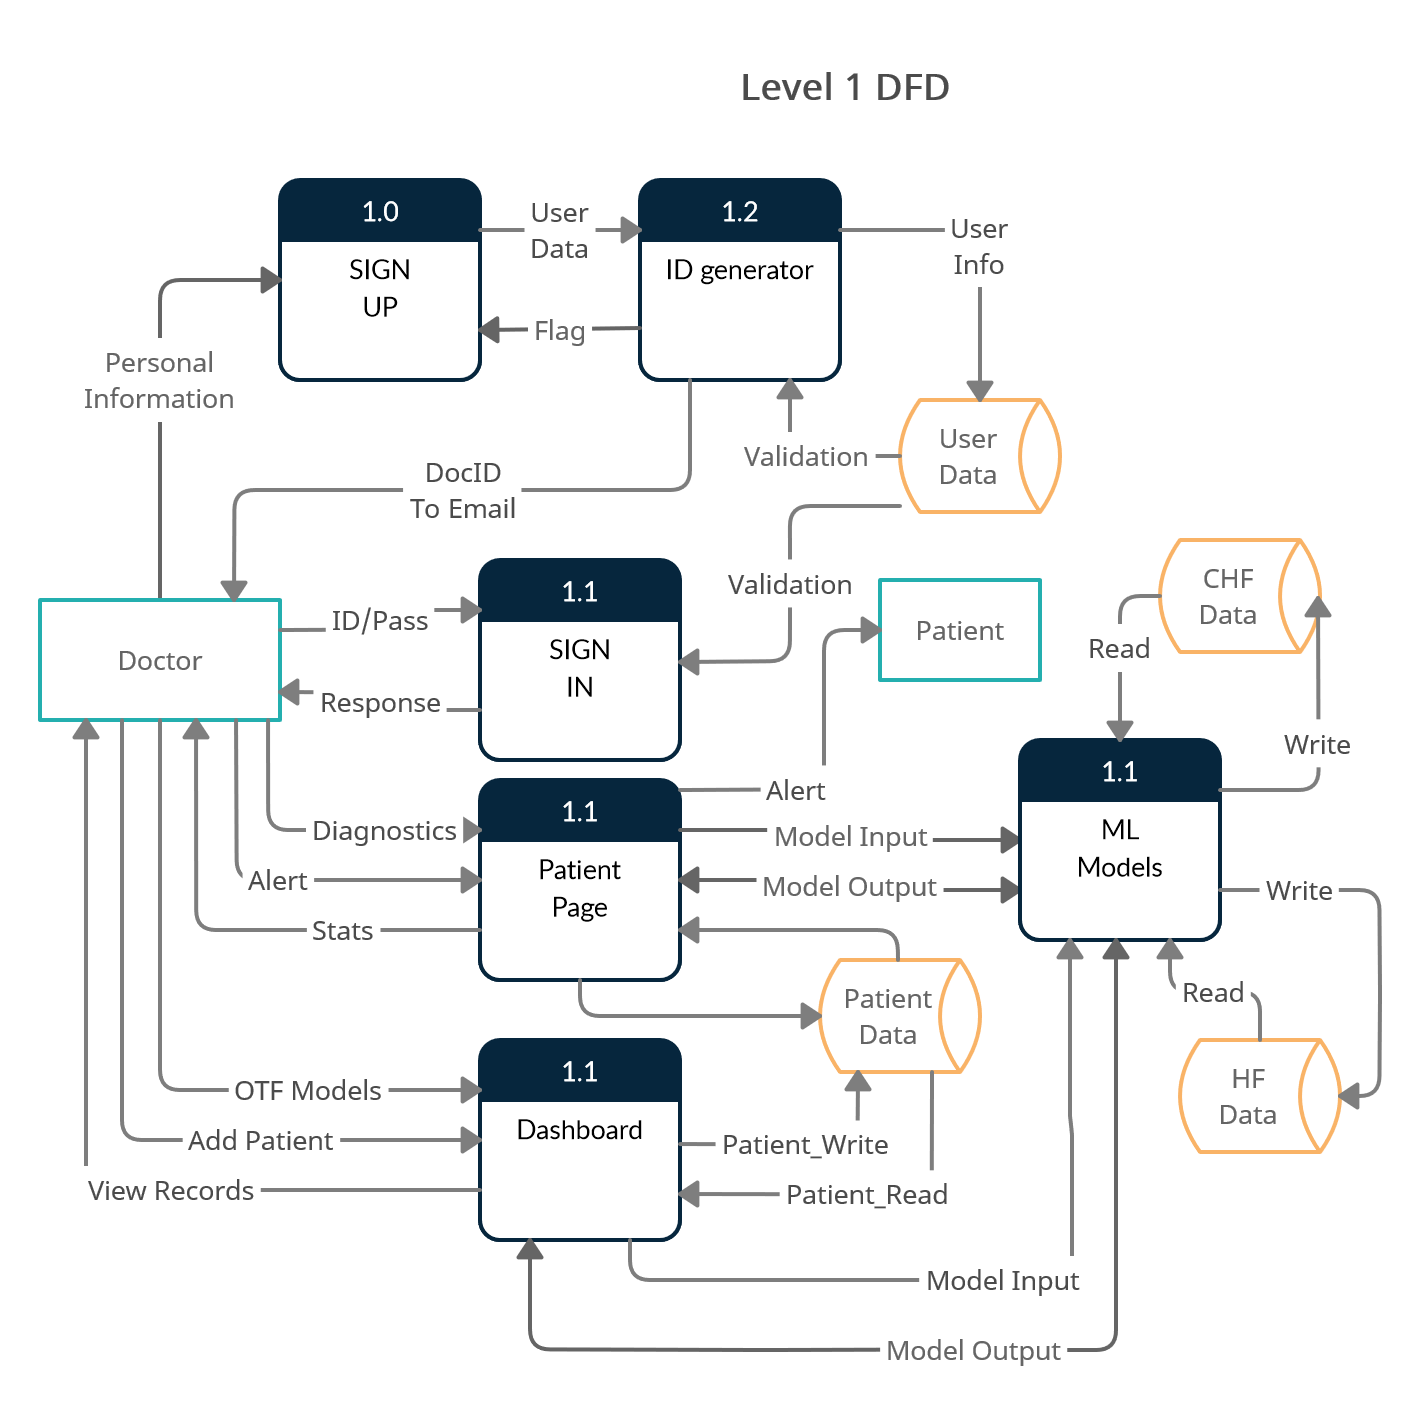 Level 1 DFD
1.0
SIGN
UP
User
Data
1.2
ID generator
User
Info
Flag
Personal
Information
User
Data
Validation
DocID
To Email
Validation
CHF
Data
1.1
SIGN
IN
ID/Pass
Patient
Read
Doctor
Response
Write
1.1
Patient
Page
Alert
1.1
ML
Models
Diagnostics
Model Input
Alert
Model Output
Write
Stats
Patient
Data
Read
1.1
Dashboard
HF
Data
OTF Models
Add Patient
Patient_Write
View Records
Patient_Read
Model Input
Model Output